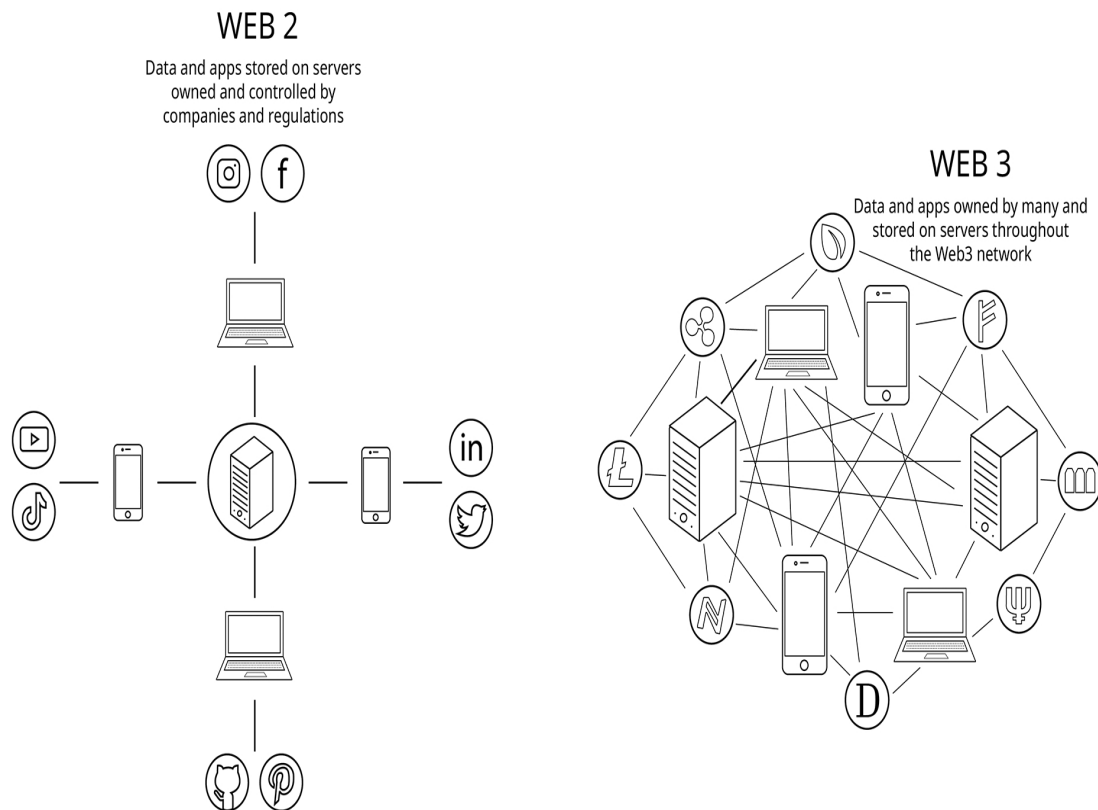 WEB 2
Data and apps stored on servers
owned and controlled by
companies and regulations
f
in
WEB 3
Data and apps owned by many and
stored on servers throughout
the Web3 network
D